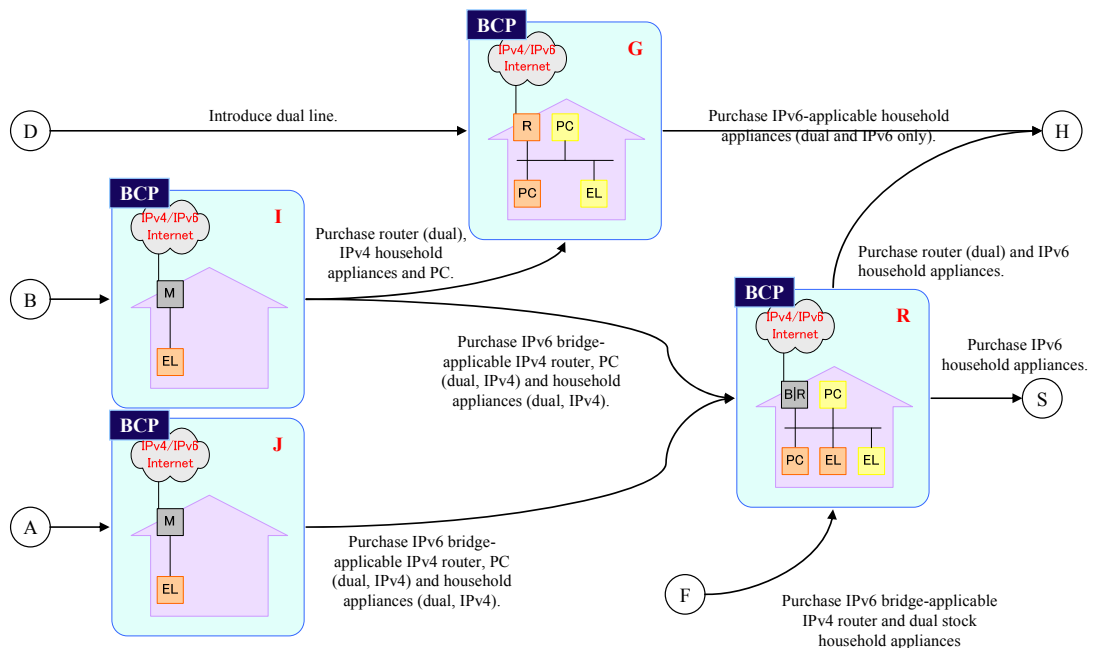 BCP
G
IPv4/IPv6
Internet
R
PC
PC
EL
D
Introduce dual line.
Purchase IPv6-applicable household
appliances (dual and IPv6 only).
H
BCP
I
IPv4/IPv6
Internet
M
EL
B
Purchase router (dual),
IPv4 household
appliances and PC.
Purchase router (dual) and IPv6
household appliances.
BCP
R
IPv4/IPv6
Internet
B|R
PC
PC
EL
EL
Purchase IPv6 bridge-
applicable IPv4 router, PC
(dual, IPv4) and household
appliances (dual, IPv4).
Purchase IPv6
household appliances.
S
BCP
J
IPv4/IPv6
Internet
M
EL
A
Purchase IPv6 bridge-
applicable IPv4 router, PC
(dual, IPv4) and household
appliances (dual, IPv4).
F
Purchase IPv6 bridge-applicable
IPv4 router and dual stock
household appliances